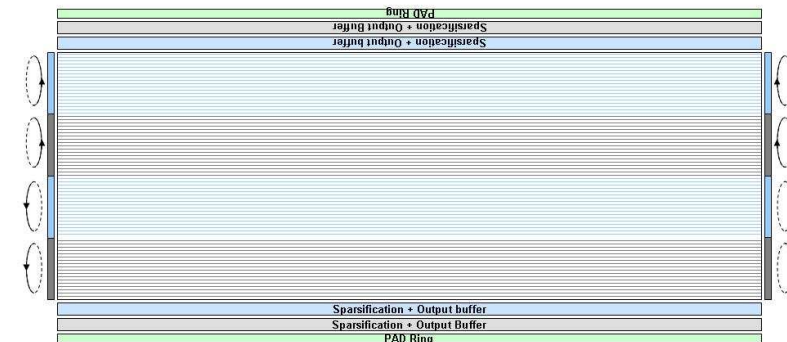 PAD Ring
Sparsification + Output Buffer
Sparsification + Output buffer
Sparsification + Output buffer
Sparsification + Output Buffer
PAD Ring